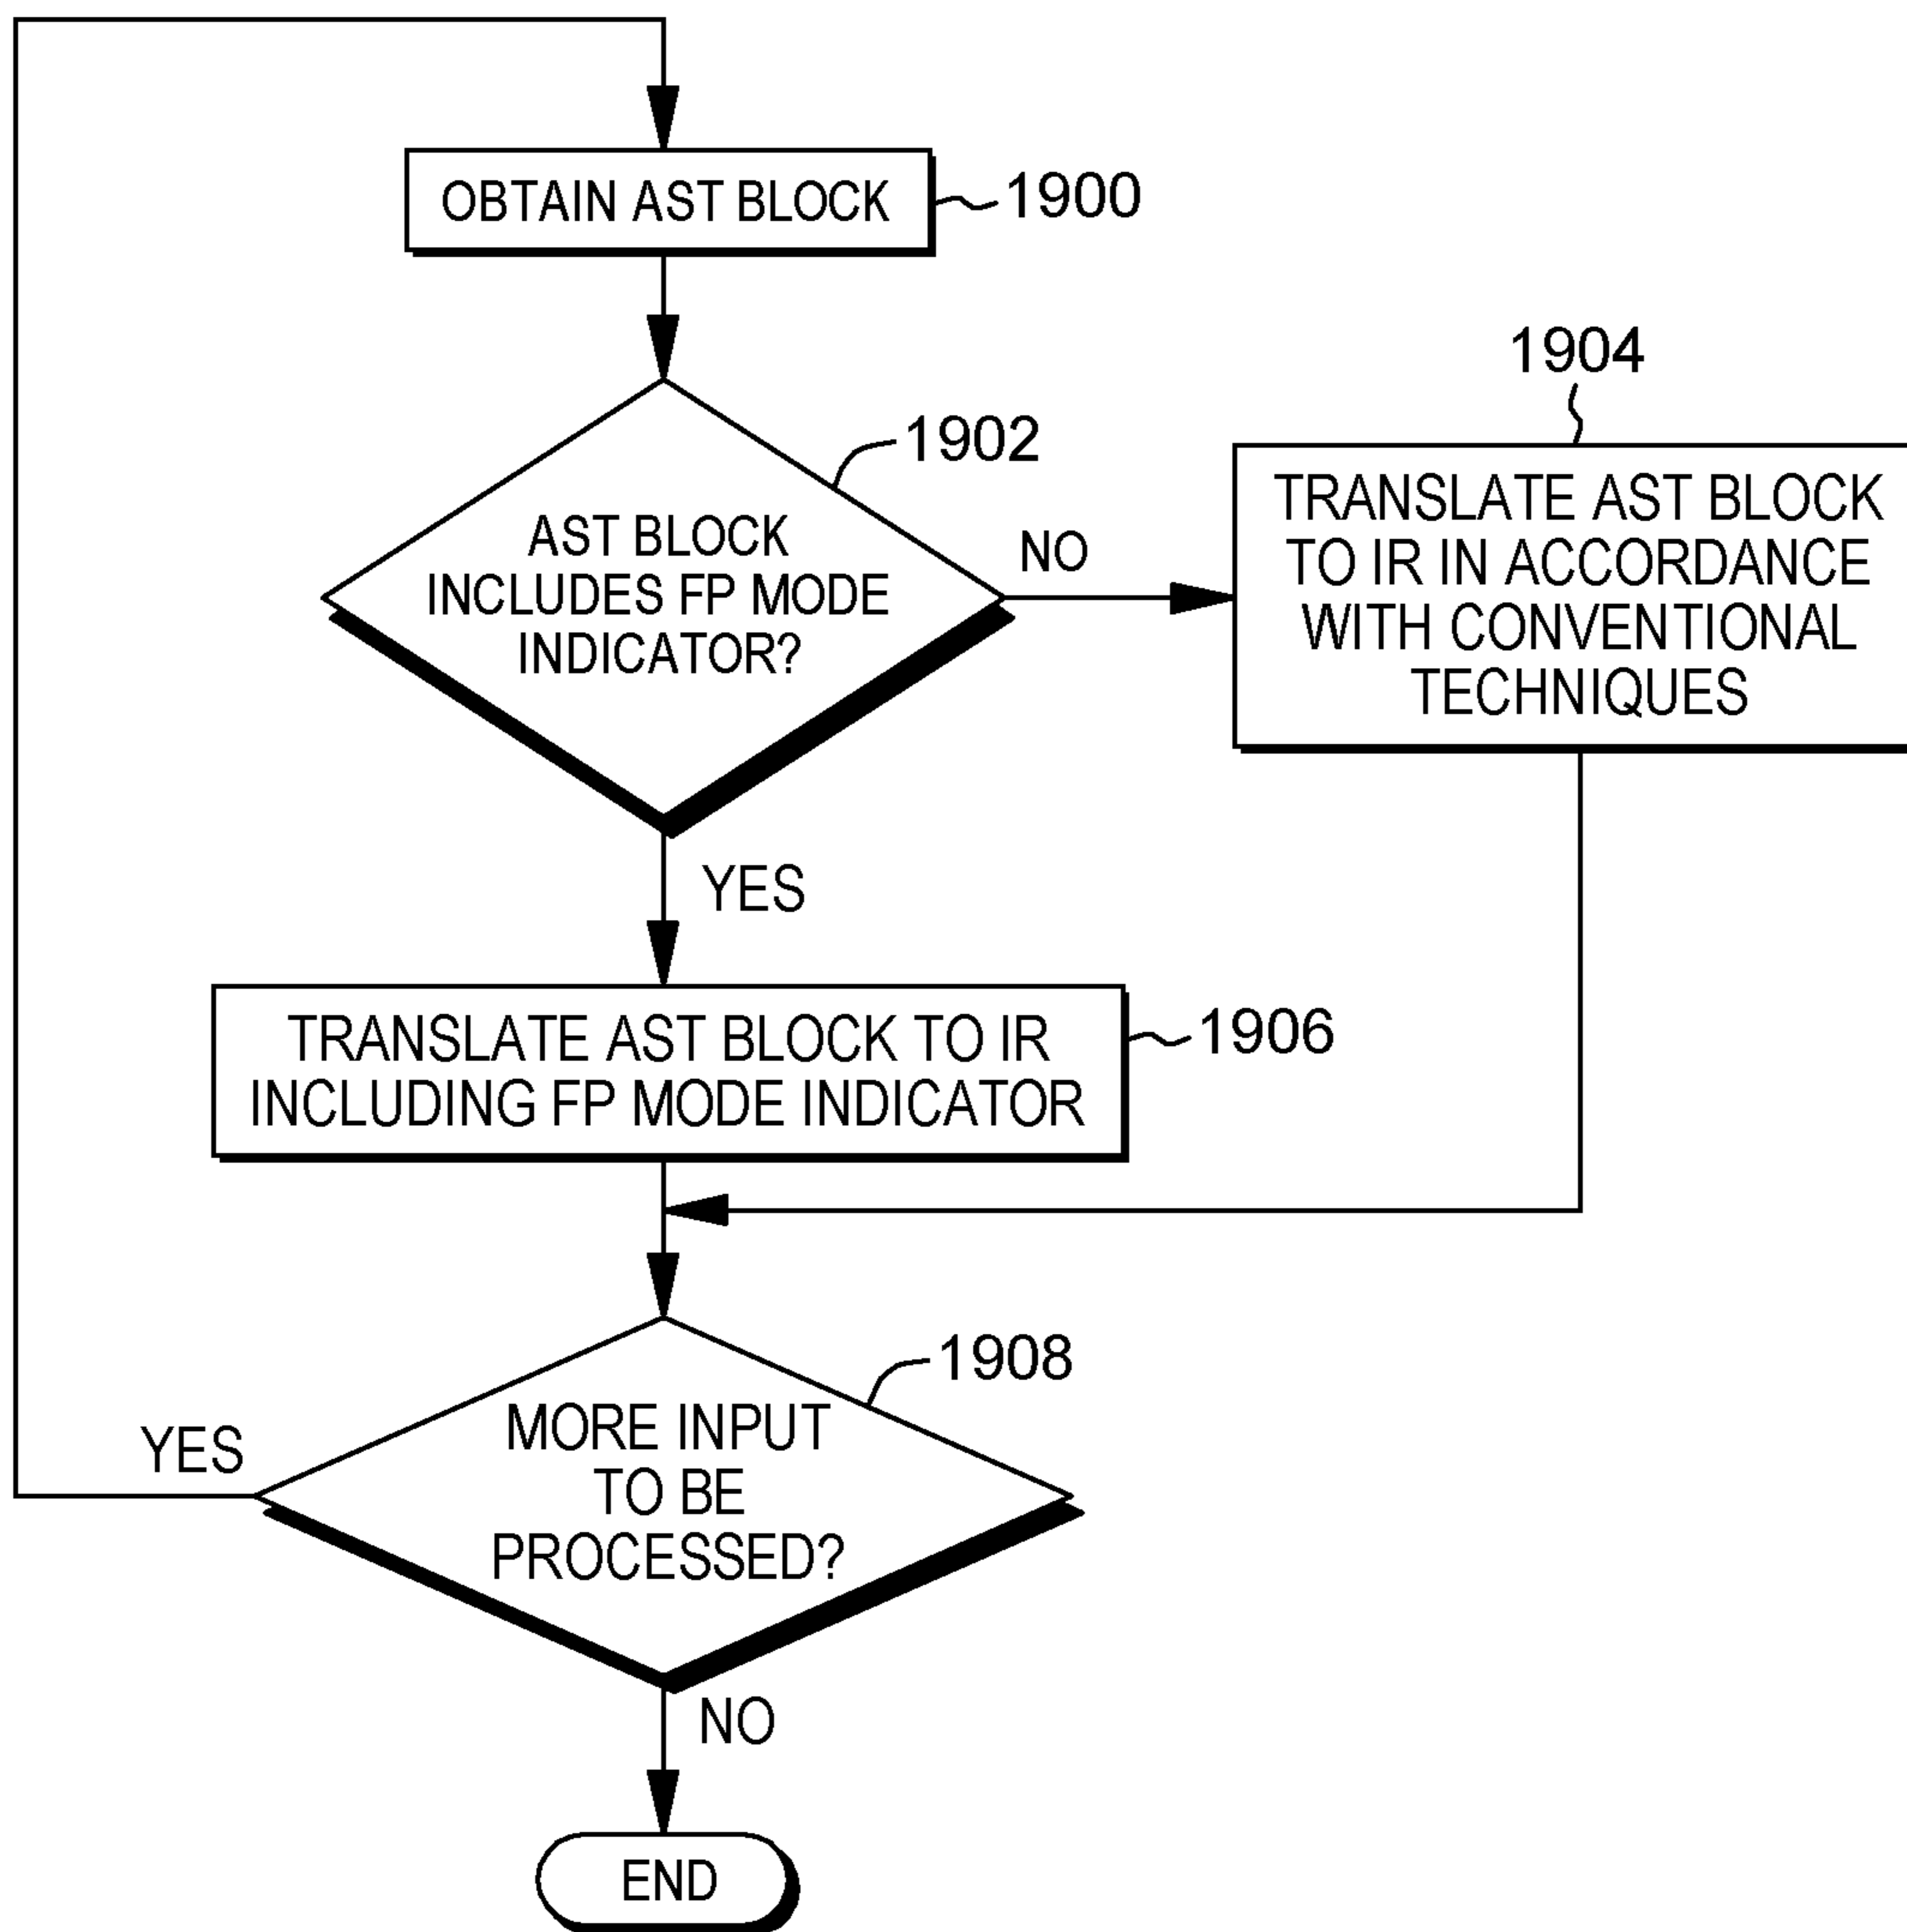 OBTAIN AST BLOCK
1900
1902
AST BLOCK
INCLUDES FP MODE
INDICATOR?
NO
1904
TRANSLATE AST BLOCK
TO IR IN ACCORDANCE
WITH CONVENTIONAL
TECHNIQUES
YES
TRANSLATE AST BLOCK TO IR
INCLUDING FP MODE INDICATOR
1906
1908
MORE INPUT
TO BE
PROCESSED?
YES
NO
END